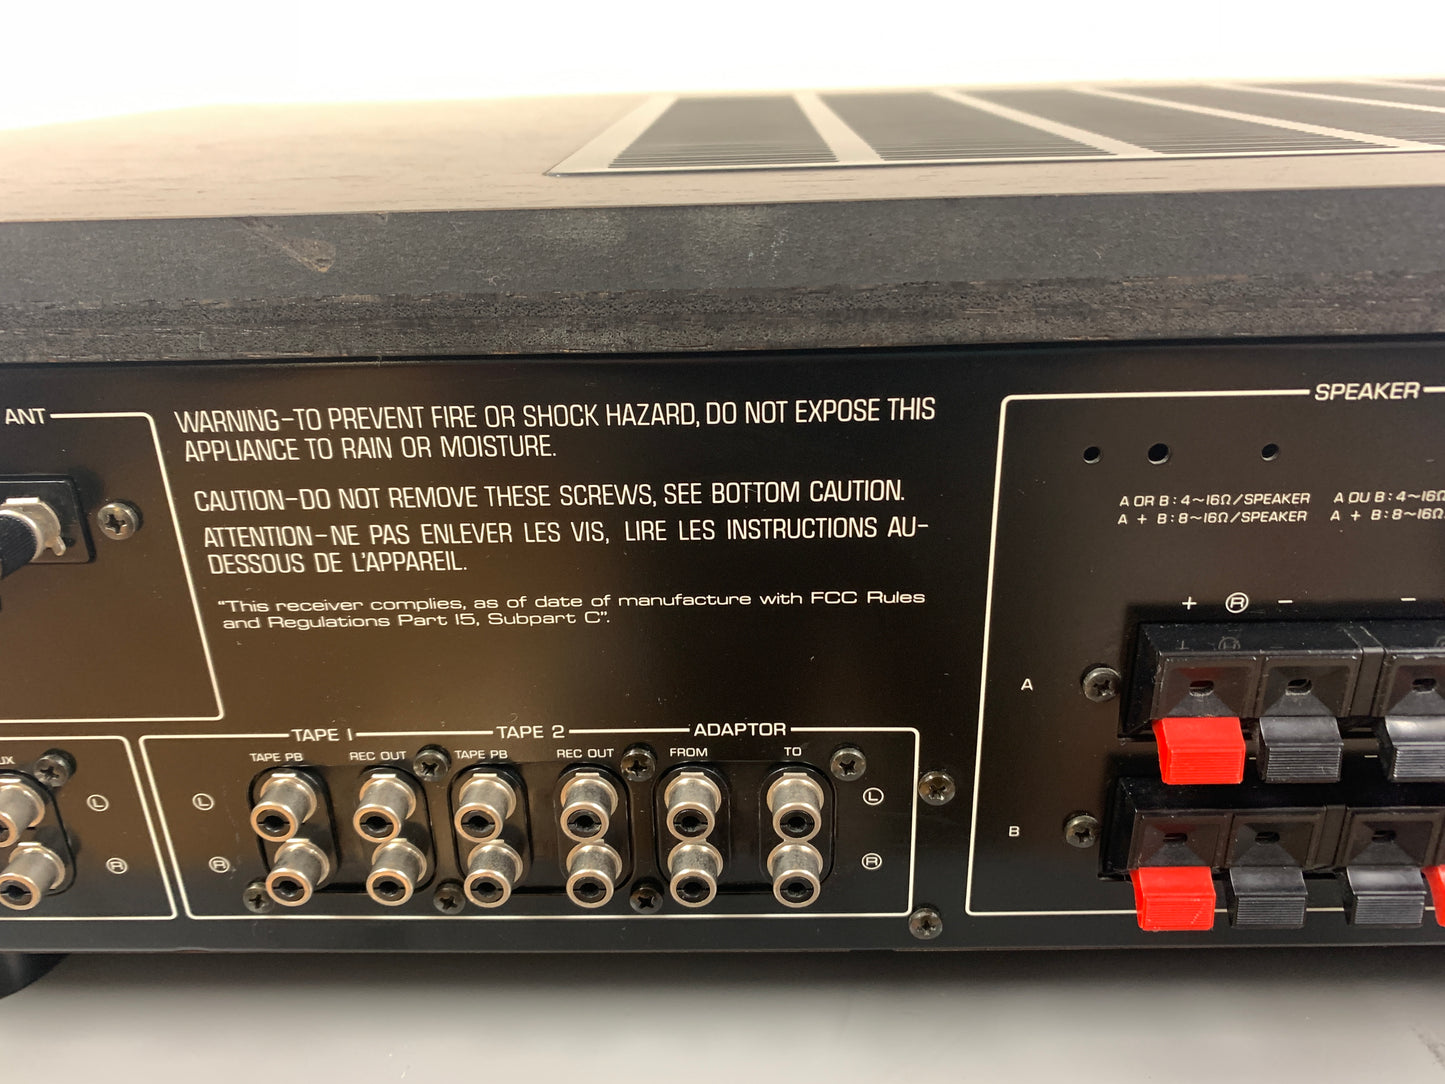 ANT
WARNING-TO PREVENT FIRE OR SHOCK HAZARD, DO NOT EXPOSE THIS
APPLIANCE TO RAIN OR MOISTURE.
CAUTION-DO NOT REMOVE THESE SCREWS, SEE BOTTOM CAUTION.
ATTENTION-NE PAS ENLEVER LES VIS, LIRE LES INSTRUCTIONS AU-
DESSOUS DE L'APPAREIL.
"This receiver complies, as of date of manufacture with FCC Rules
and Regulations Part 15, Subpart C".
SPEAKER
A OR B : 4~16Ω/SPEAKER A OU B : 4~16Ω
A + B : 8~16Ω/SPEAKER A + B : 8~16Ω
+ R - -
+ R -
A
B
UX
L
R
TAPE 1 TAPE 2 ADAPTOR
TAPE PB REC OUT TAPE PB REC OUT FROM TO
L L
R R